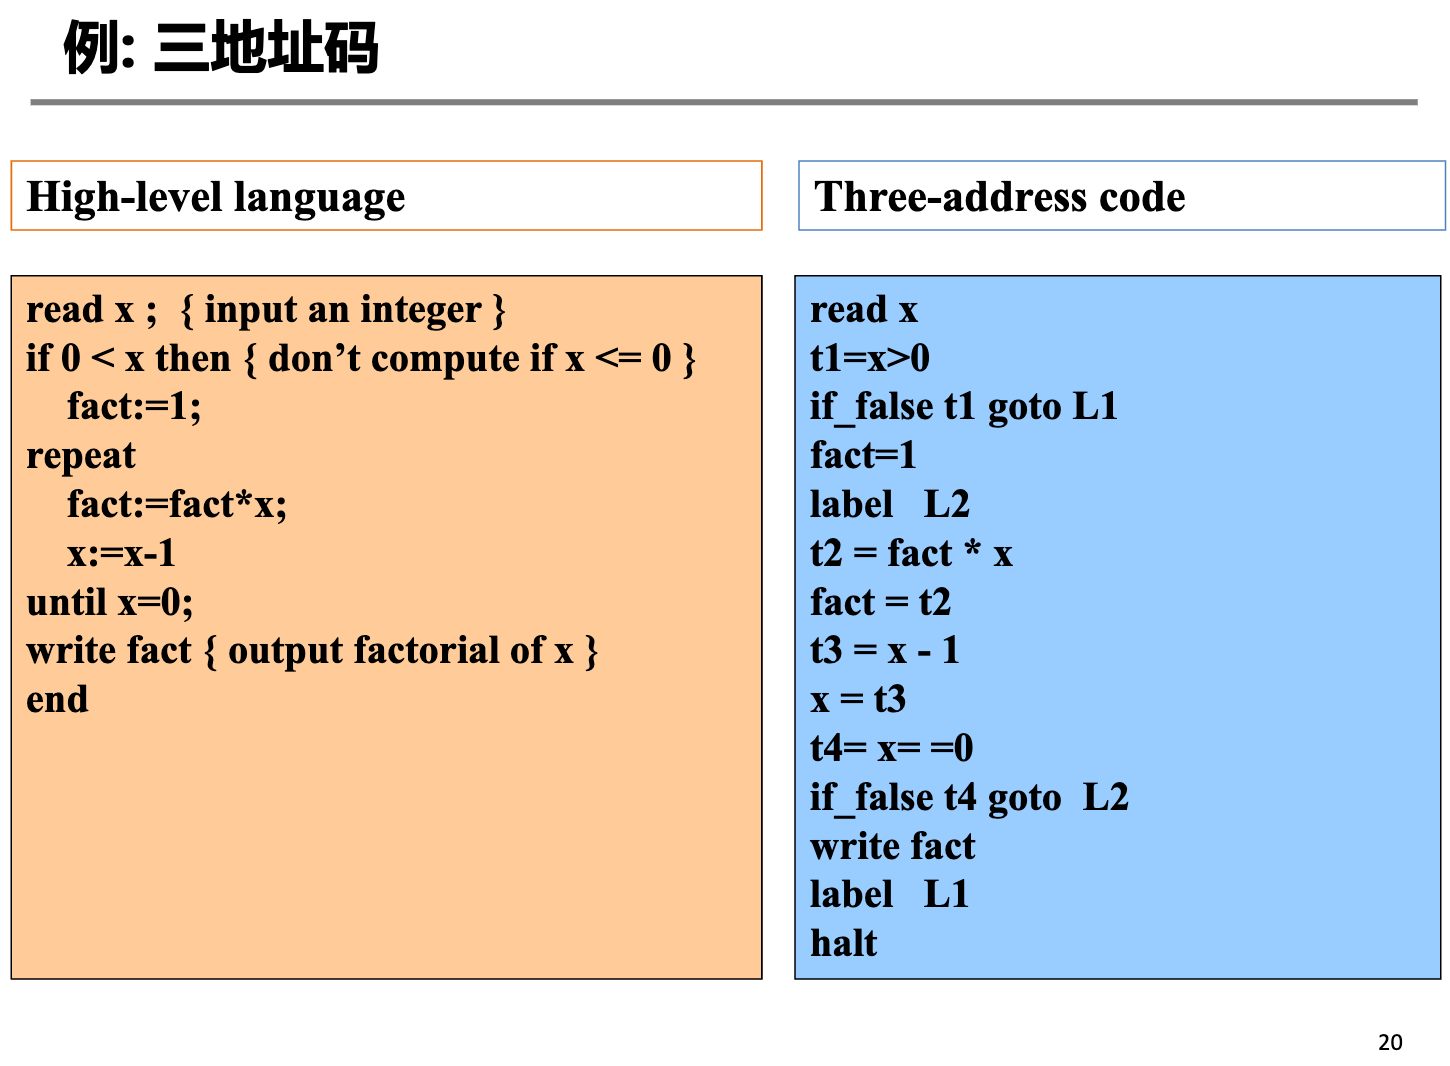 例: 三地址码
High-level language
read x ;  { input an integer }
if 0 < x then { don’t compute if x <= 0 }
fact:=1;
repeat
fact:=fact*x;
x:=x-1
until x=0;
write fact { output factorial of x }
end
Three-address code
read x
t1=x>0
if_false t1 goto L1
fact=1
label   L2
t2 = fact * x
fact = t2
t3 = x - 1
x = t3
t4= x= =0
if_false t4 goto  L2
write fact
label   L1
halt
20